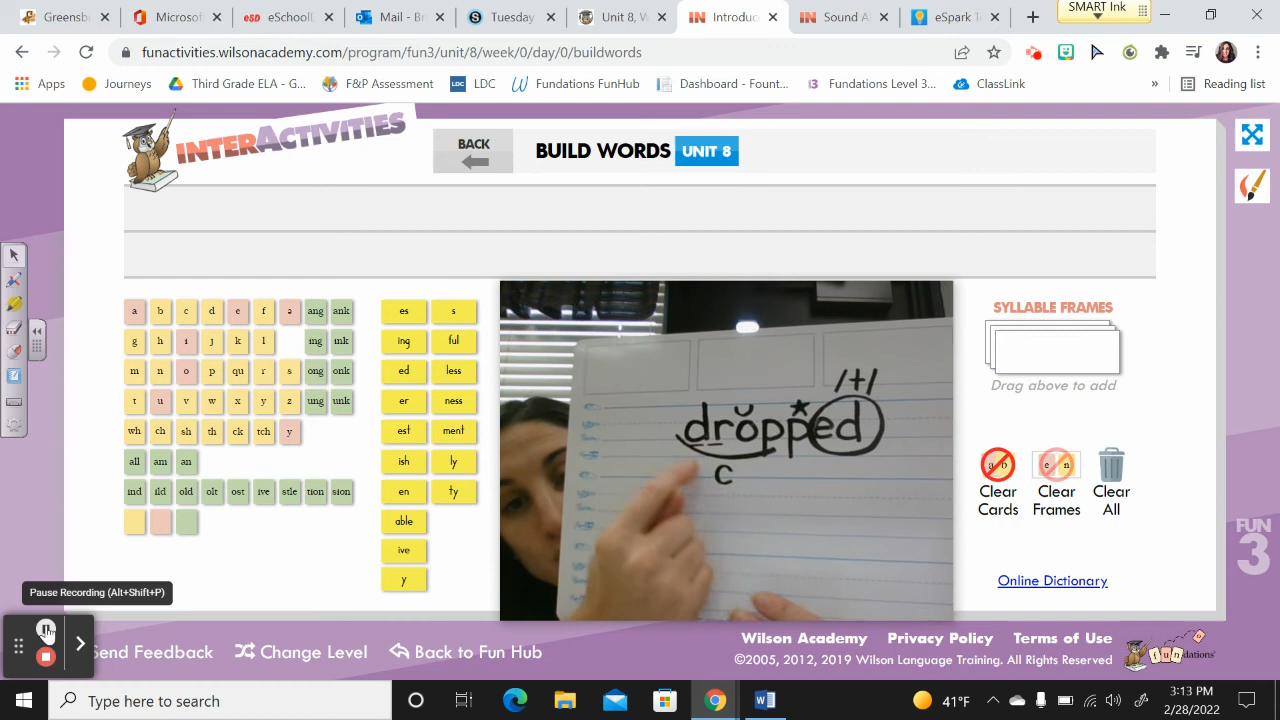 Greensb
Microsoft
eSchoolD
Mail - Bri
Tuesday
Unit 8, W
Introduc
Sound A
eSpark Te
SMART Ink
funactivities.wilsonacademy.com/program/fun3/unit/8/week/0/day/0/buildwords
Apps
Journeys
Third Grade ELA - G...
F&P Assessment
LDC
Fundations FunHub
Dashboard - Fount...
Fundations Level 3...
ClassLink
»
Reading list
INTERACTIVITIES
BACK
BUILD WORDS UNIT 8
a b c d e f ə ang ank
g h i j k l ing ink
m n o p qu r s ong onk
t u v w x y z ung unk
wh ch sh th ck tch y
all am an
ind ild old olt ost ive stle tion sion
es s
ing ful
ed less
er ness
est ment
ish ly
en ty
able
ive
y
/t/
drŏpped
c
SYLLABLE FRAMES
Drag above to add
Clear Cards
Clear Frames
Clear All
Online Dictionary
FUN 3
Pause Recording (Alt+Shift+P)
Send Feedback
Change Level
Back to Fun Hub
Wilson Academy Privacy Policy Terms of Use
©2005, 2012, 2019 Wilson Language Training. All Rights Reserved
fundations
Type here to search
41°F
3:13 PM
2/28/2022